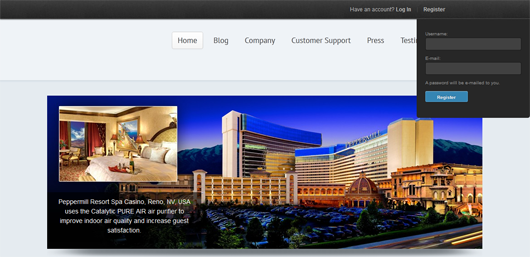 Have an account? Log In Register
Home Blog Company Customer Support Press
Username:
E-mail:
A password will be e-mailed to you.
Register
Peppermill Resort Spa Casino, Reno, NV, USA
uses the Catalytic PURE AIR air purifier to
improve indoor air quality and increase guest
satisfaction.